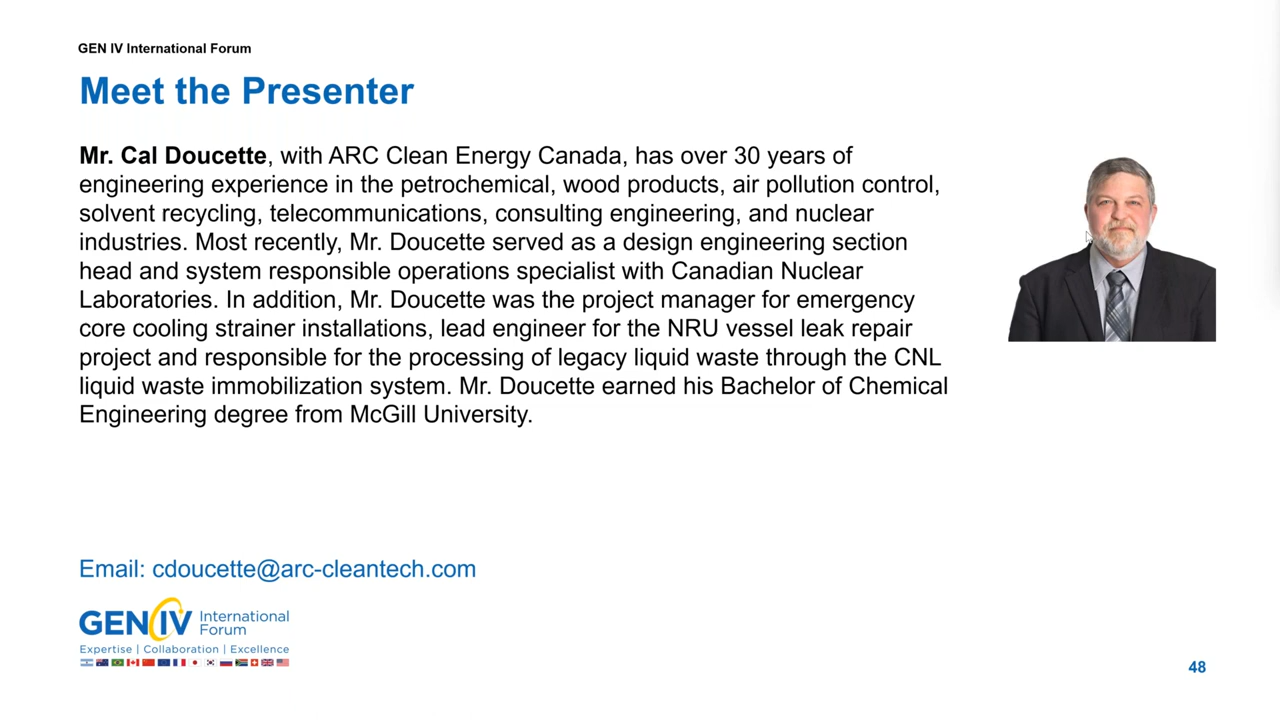 GEN IV International Forum
Meet the Presenter
Mr. Cal Doucette, with ARC Clean Energy Canada, has over 30 years of
engineering experience in the petrochemical, wood products, air pollution control,
solvent recycling, telecommunications, consulting engineering, and nuclear
industries. Most recently, Mr. Doucette served as a design engineering section
head and system responsible operations specialist with Canadian Nuclear
Laboratories. In addition, Mr. Doucette was the project manager for emergency
core cooling strainer installations, lead engineer for the NRU vessel leak repair
project and responsible for the processing of legacy liquid waste through the CNL
liquid waste immobilization system. Mr. Doucette earned his Bachelor of Chemical
Engineering degree from McGill University.
Email: cdoucette@arc-cleantech.com
GEN IV International
Forum
Expertise | Collaboration | Excellence
48